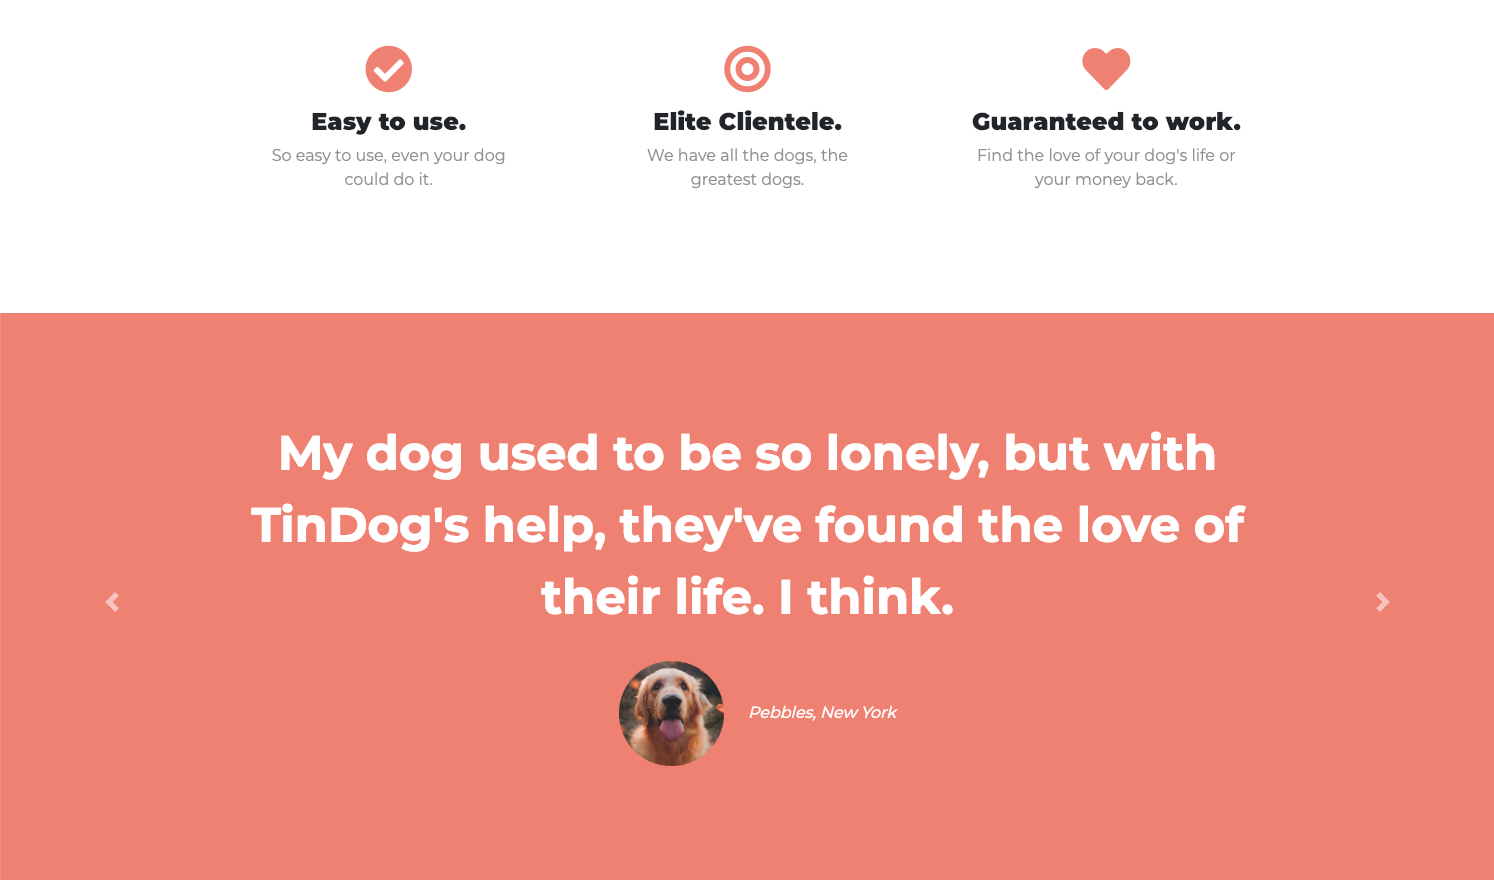 Easy to use.
So easy to use, even your dog
could do it.
Elite Clientele.
We have all the dogs, the
greatest dogs.
Guaranteed to work.
Find the love of your dog's life or
your money back.
My dog used to be so lonely, but with
TinDog's help, they've found the love of
their life. I think.
Pebbles, New York